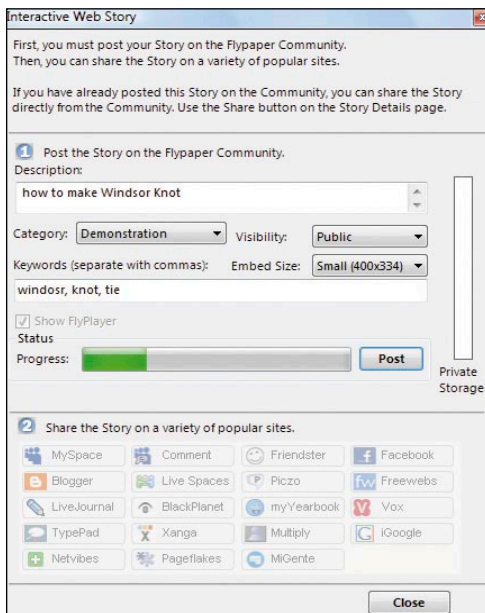 Interactive Web Story
First, you must post your Story on the Flypaper Community.
Then, you can share the Story on a variety of popular sites.
If you have already posted this Story on the Community, you can share the Story
directly from the Community. Use the Share button on the Story Details page.
1 Post the Story on the Flypaper Community.
Description:
how to make Windsor Knot
Category: Demonstration Visibility: Public
Keywords (separate with commas): Embed Size: Small (400x334)
windosr, knot, tie
Show FlyPlayer
Status
Progress: Post
Private
Storage
2 Share the Story on a variety of popular sites.
MySpace Comment Friendster Facebook
Blogger Live Spaces Piczo Freewebs
LiveJournal BlackPlanet myYearbook Vox
TypePad Xanga Multiply iGoogle
Netvibes Pageflakes MiGente
Close